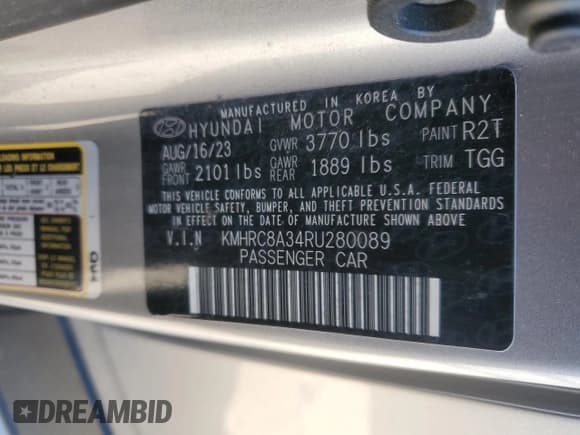 MANUFACTURED IN KOREA BY
HYUNDAI MOTOR COMPANY
AUG/16/23 GVWR 3770 lbs PAINT R2T
GAWR FRONT 2101 lbs GAWR REAR 1889 lbs TRIM TGG
THIS VEHICLE CONFORMS TO ALL APPLICABLE U.S.A. FEDERAL
MOTOR VEHICLE SAFETY, BUMPER, AND THEFT PREVENTION STANDARDS
IN EFFECT ON THE DATE OF MANUFACTURE SHOWN ABOVE.
V.I.N KMHRC8A34RU280089
PASSENGER CAR
DREAMBID